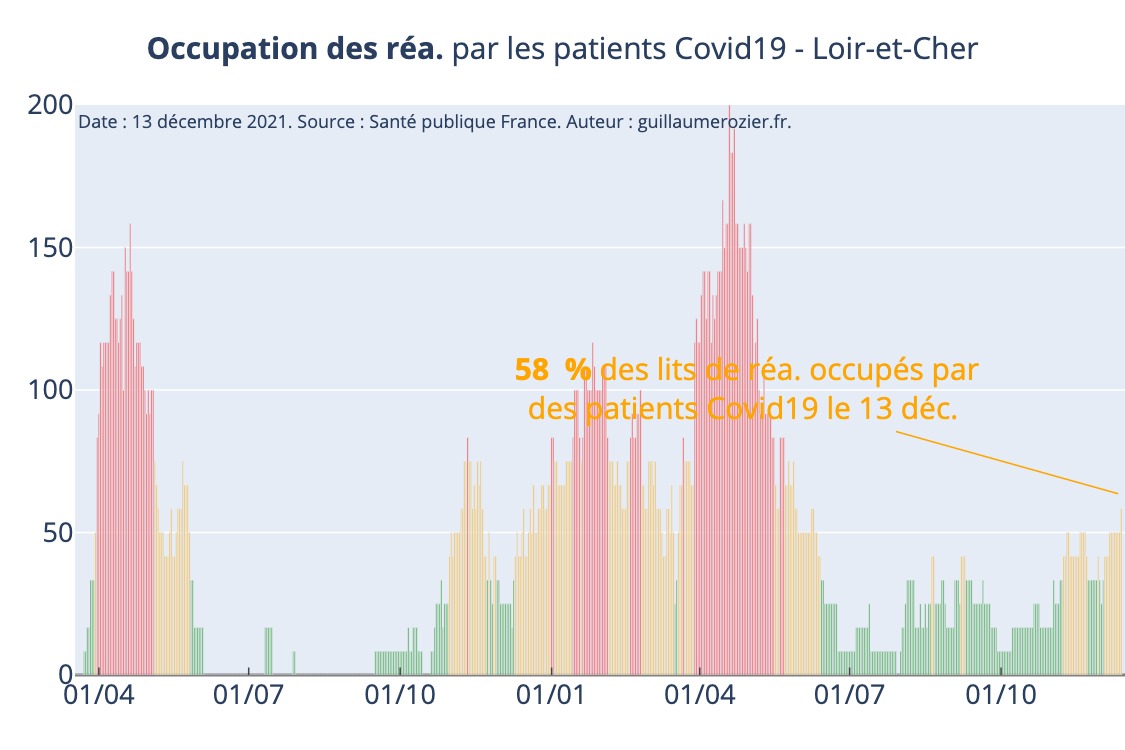 Occupation des réa. par les patients Covid19 - Loir-et-Cher
200
Date : 13 décembre 2021. Source : Santé publique France. Auteur : guillaumerozier.fr.
150
58 % des lits de réa. occupés par
100
des patients Covid19 le 13 déc.
50
0
01/04 01/07 01/10 01/01 01/04 01/07 01/10